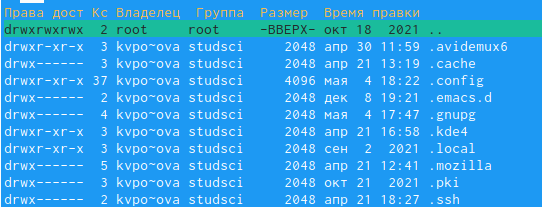 Права дост Кс Владелец Группа Размер Время правки
drwxrwxrwx 2 root root -ВВЕРХ- окт 18 2021 ..
drwxr-xr-x 3 kvpo~ova studsci 2048 апр 30 11:59 .avidemux6
drwx------ 3 kvpo~ova studsci 2048 апр 21 13:19 .cache
drwxr-xr-x 37 kvpo~ova studsci 4096 мая 4 18:22 .config
drwx------ 2 kvpo~ova studsci 2048 дек 8 19:21 .emacs.d
drwx------ 4 kvpo~ova studsci 2048 мая 4 17:47 .gnupg
drwxr-xr-x 3 kvpo~ova studsci 2048 апр 21 16:58 .kde4
drwxr-xr-x 3 kvpo~ova studsci 2048 сен 2 2021 .local
drwx------ 5 kvpo~ova studsci 2048 апр 21 12:41 .mozilla
drwx------ 3 kvpo~ova studsci 2048 окт 21 2021 .pki
drwx------ 2 kvpo~ova studsci 2048 апр 21 18:27 .ssh